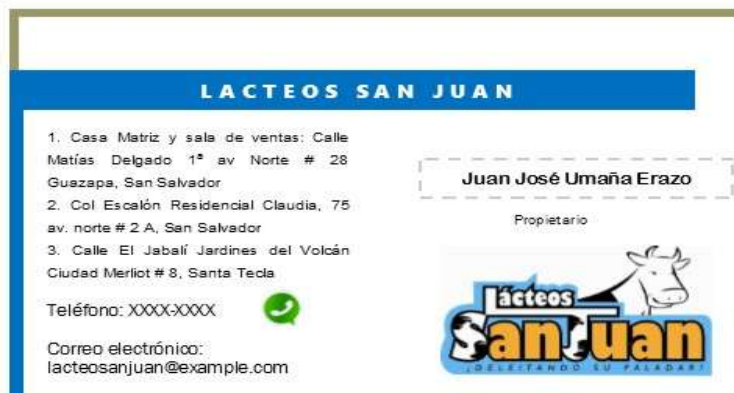 LACTEOS SAN JUAN
1. Casa Matriz y sala de ventas: Calle
Matías Delgado 1ª av Norte # 28
Guazapa, San Salvador
2. Col Escalón Residencial Claudia, 75
av. norte # 2 A, San Salvador
3. Calle El Jabalí Jardines del Volcán
Ciudad Merliot # 8, Santa Tecla
Teléfono: XXXX-XXXX
Correo electrónico:
lacteosanjuan@example.com
Juan José Umaña Erazo
Propietario
Lácteos
San Juan
¡DELEITANDO SU PALADAR!